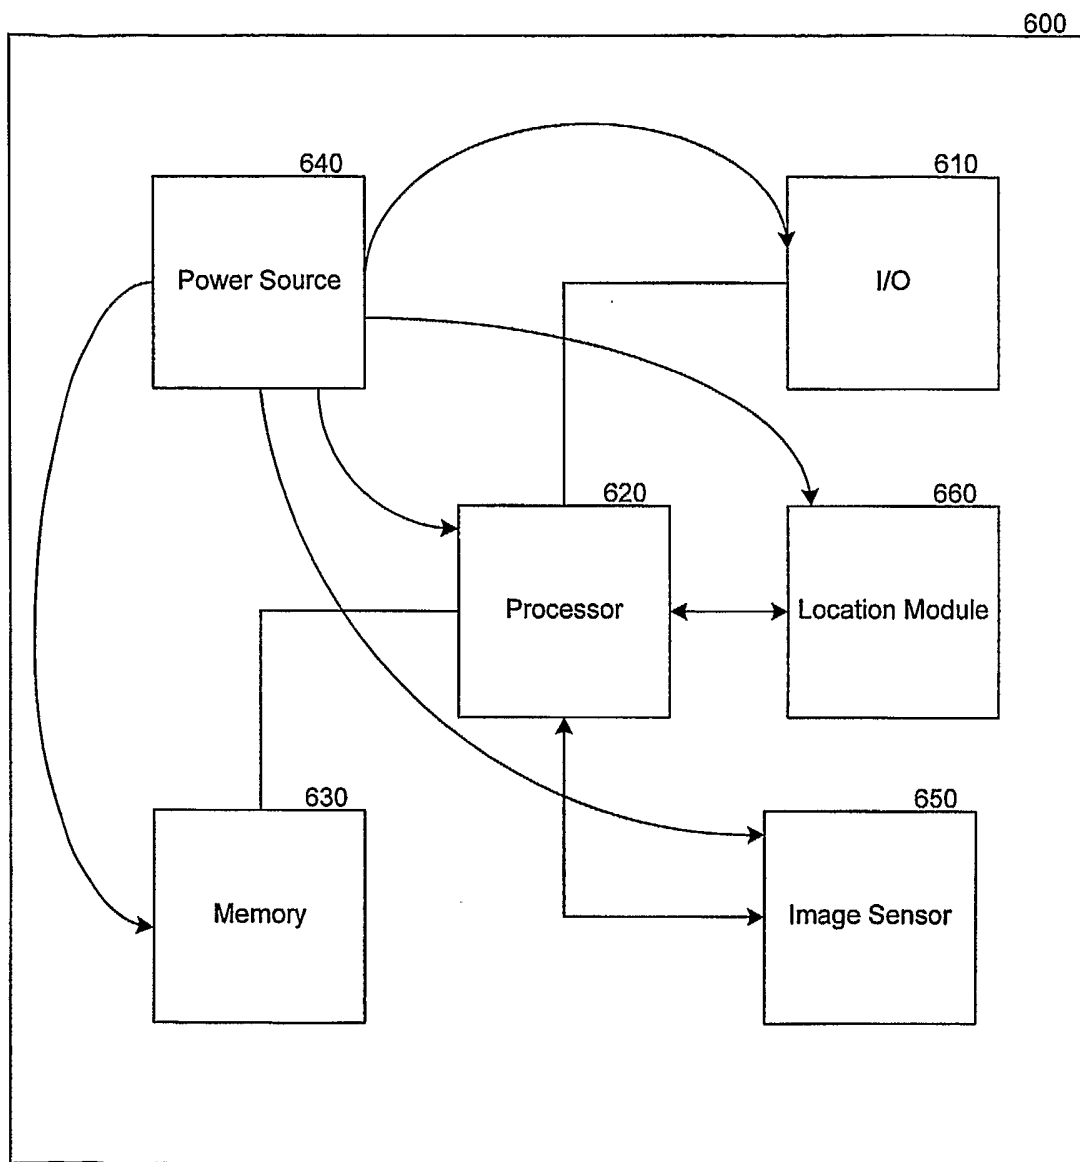 600
640
Power Source
610
I/O
620
Processor
660
Location Module
630
Memory
650
Image Sensor